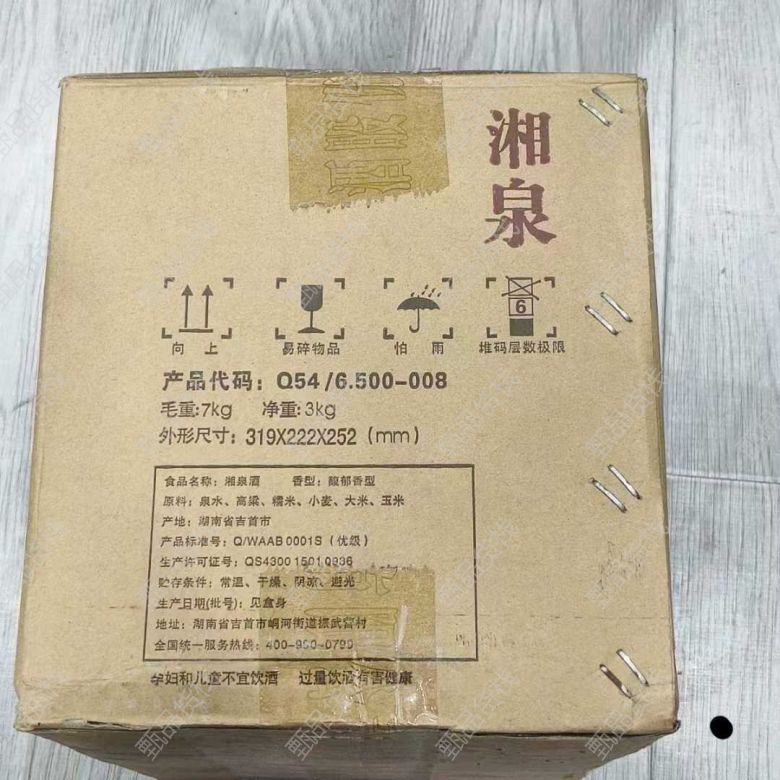 湘
泉
6
向 上
易碎物品
怕 雨
堆码层数极限
产品代码：Q54/6.500-008
毛重:7kg 净重:3kg
外形尺寸：319X222X252（mm）
食品名称：湘泉酒 香型：馥郁香型
原料：泉水、高粱、糯米、小麦、大米、玉米
产地：湖南省吉首市
产品标准号：Q/WAAB 0001S（优级）
生产许可证号：QS4300 1501 0936
贮存条件：常温、干燥、阴凉、避光
生产日期(批号)：见盒身
地址：湖南省吉首市峒河街道振武营村
全国统一服务热线：400-990-0799
孕妇和儿童不宜饮酒 过量饮酒有害健康